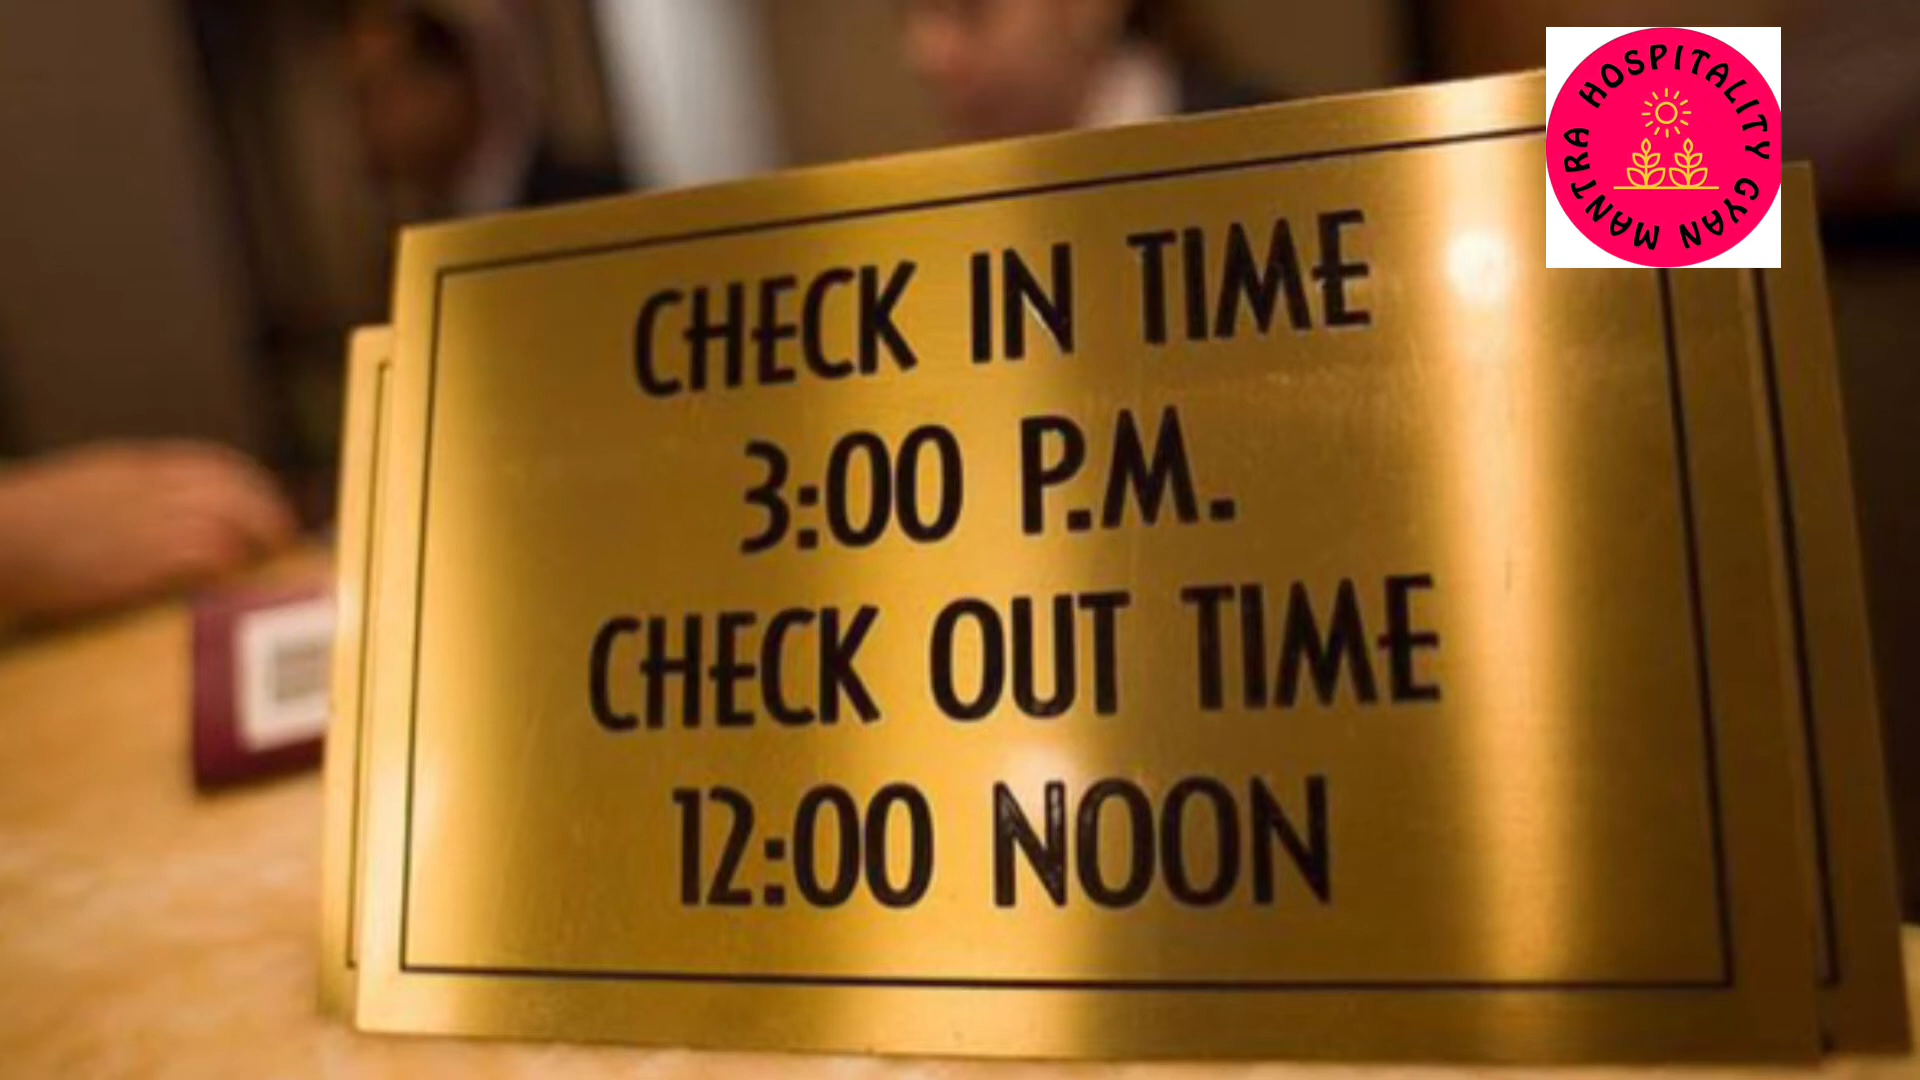 HOSPITALITY GYAN MANTRA
CHECK IN TIME
3:00 P.M.
CHECK OUT TIME
12:00 NOON